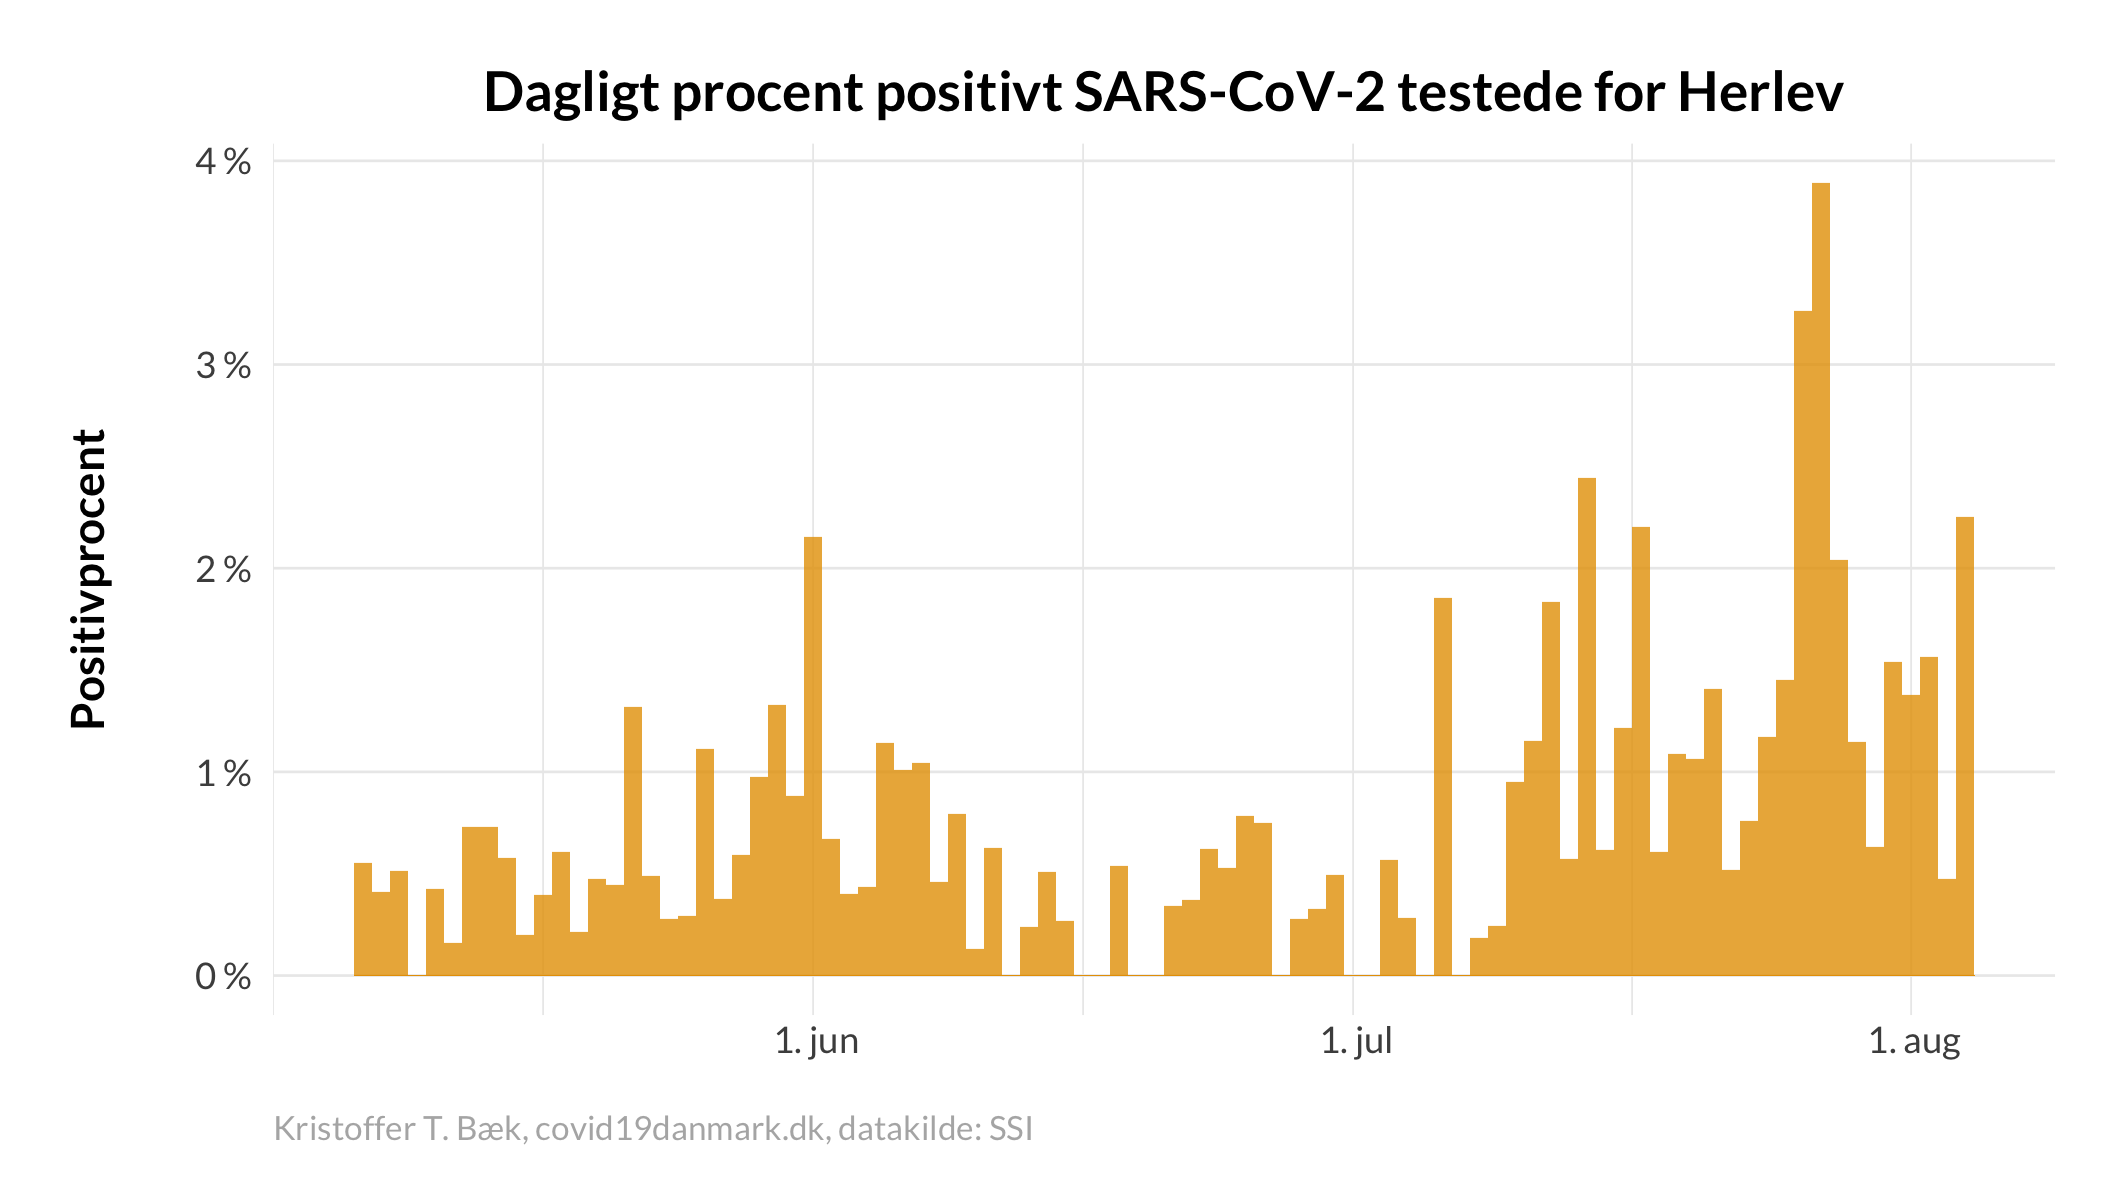 Dagligt procent positivt SARS-CoV-2 testede for Herlev
Positivprocent
4 %
3 %
2 %
1 %
0 %
1. jun
1. jul
1. aug
Kristoffer T. Bæk, covid19danmark.dk, datakilde: SSI